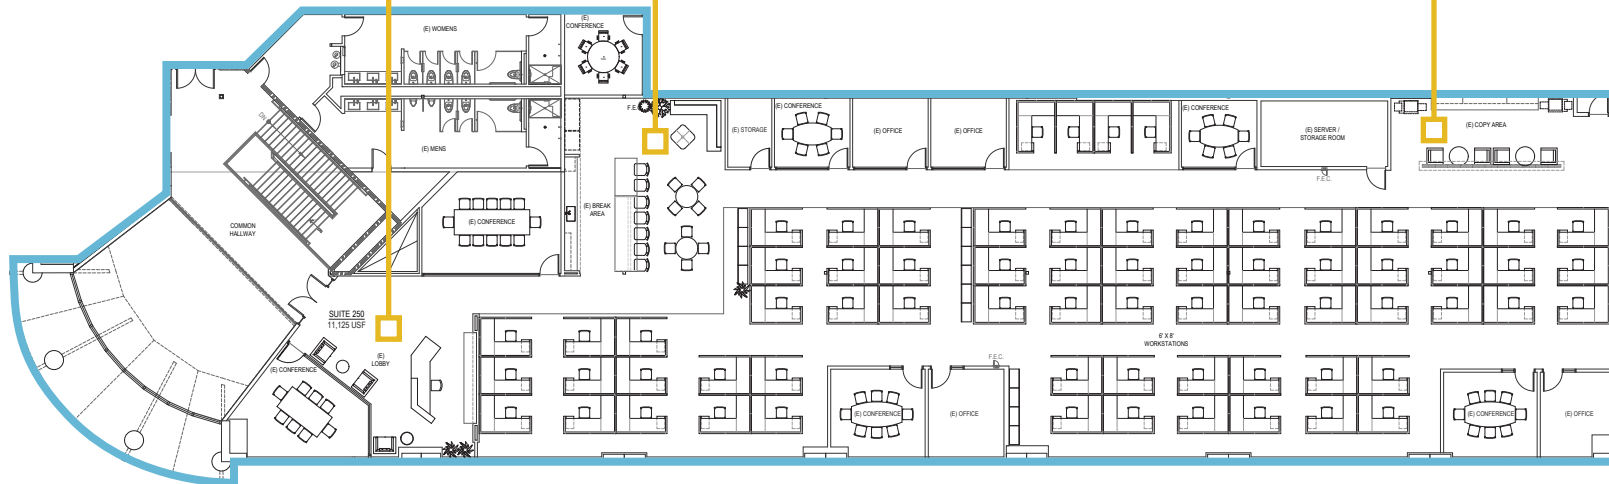 (E)
CONFERENCE
(E) WOMENS
F.E.C.
(E) CONFERENCE
(E) STORAGE
(E) OFFICE
(E) OFFICE
(E) CONFERENCE
(E) SERVER /
STORAGE ROOM
(E) COPY AREA
DN
(E) MENS
F.E.C.
(E) BREAK
AREA
(E) CONFERENCE
COMMON
HALLWAY
SUITE 250
11,125 USF
(E)
LOBBY
6' X 8'
WORKSTATIONS
F.E.C.
(E) CONFERENCE
(E) CONFERENCE
(E) OFFICE
(E) CONFERENCE
(E) OFFICE